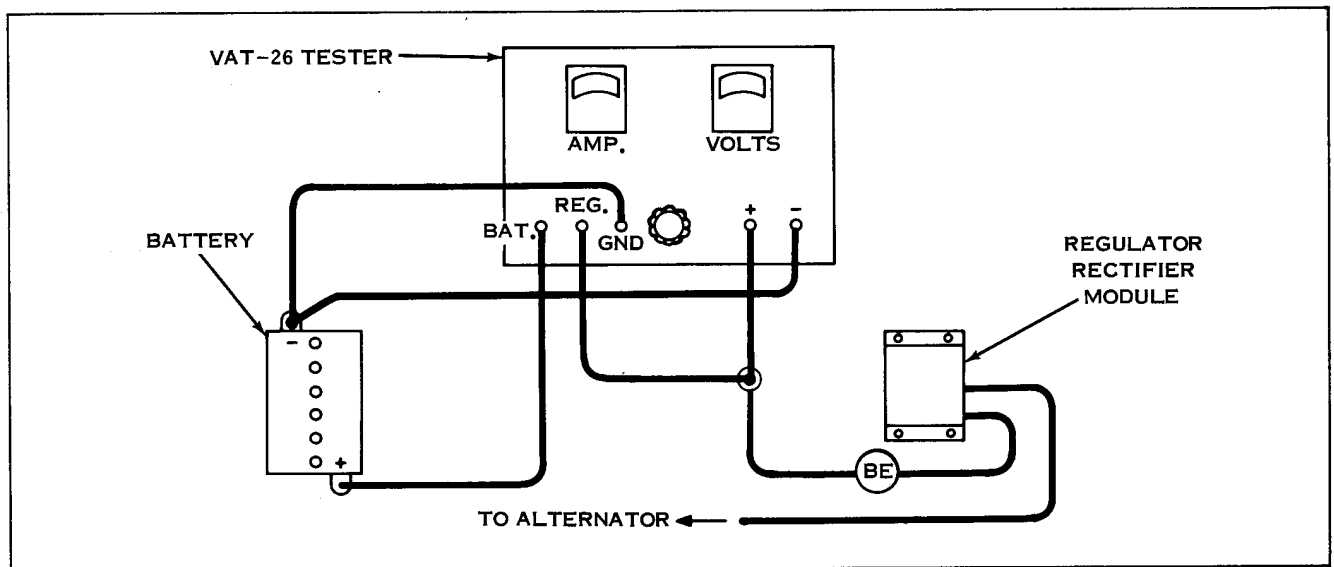 VAT-26 TESTER
AMP.
VOLTS
REG.
+
-
BAT.
GND
BATTERY
REGULATOR
RECTIFIER
MODULE
-
+
BE
TO ALTERNATOR